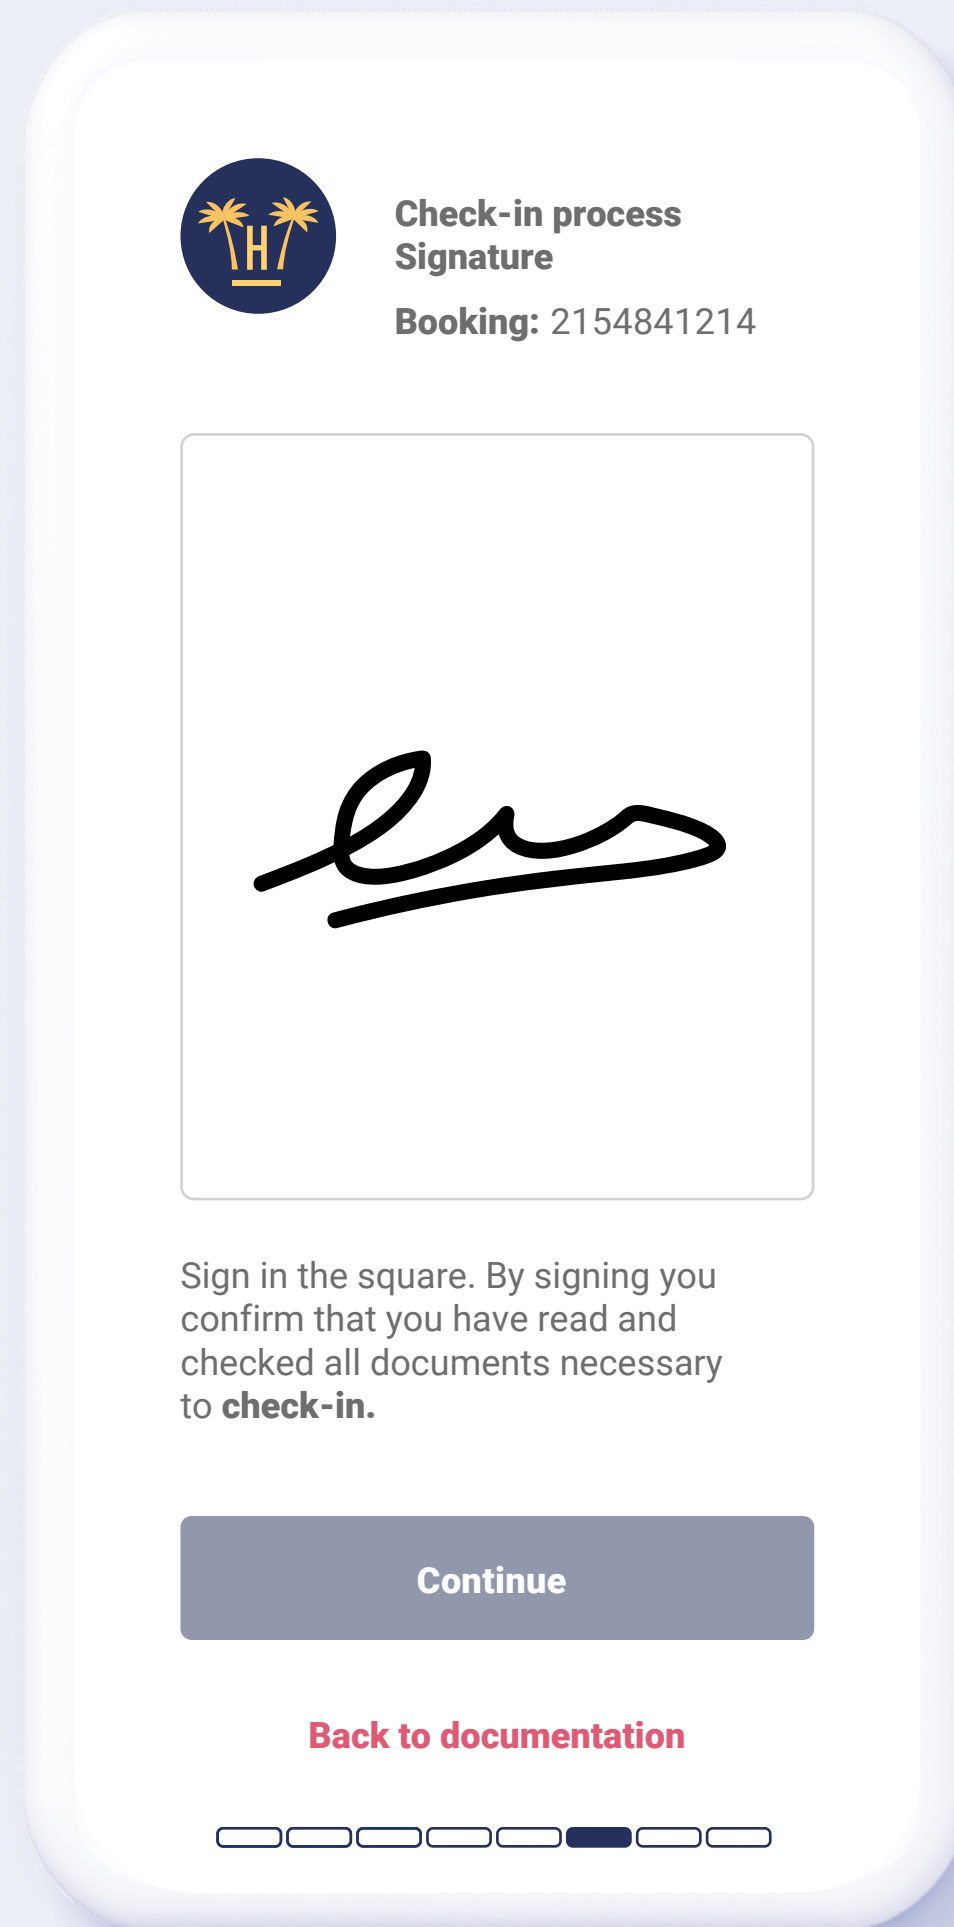 H
Check-in process
Signature
Booking: 2154841214
Sign in the square. By signing you
confirm that you have read and
checked all documents necessary
to check-in.
Continue
Back to documentation